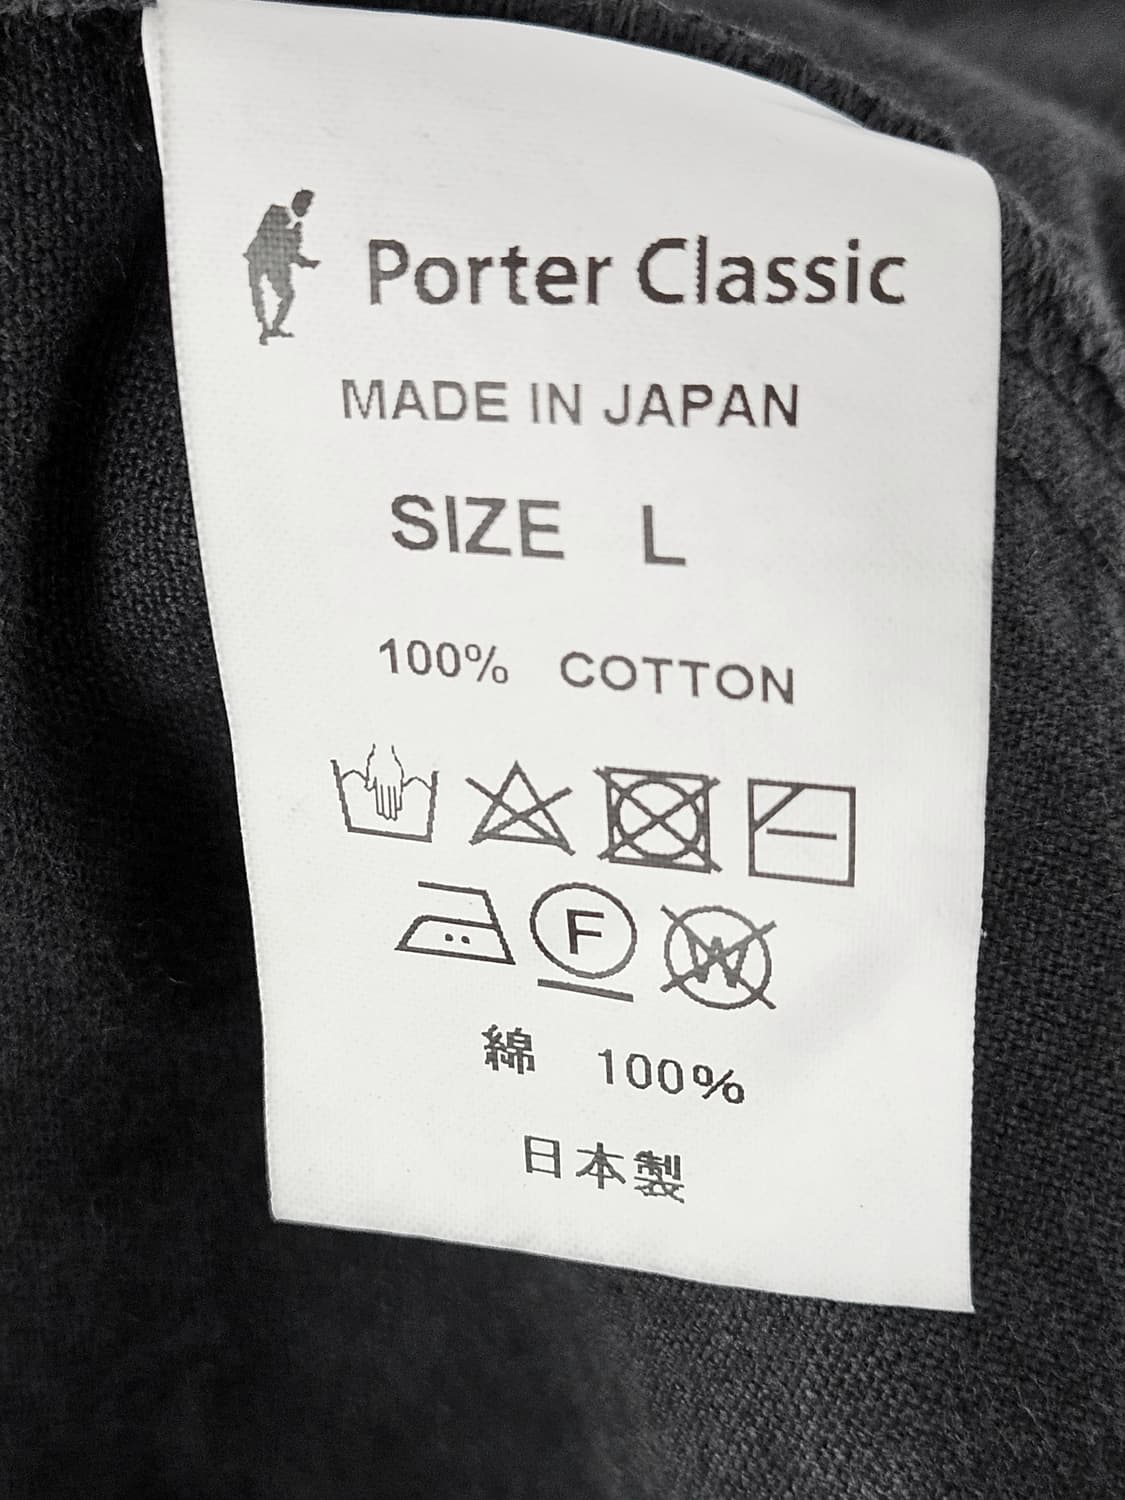 Porter Classic
MADE IN JAPAN
SIZE L
100% COTTON
F W
綿 100%
日本製